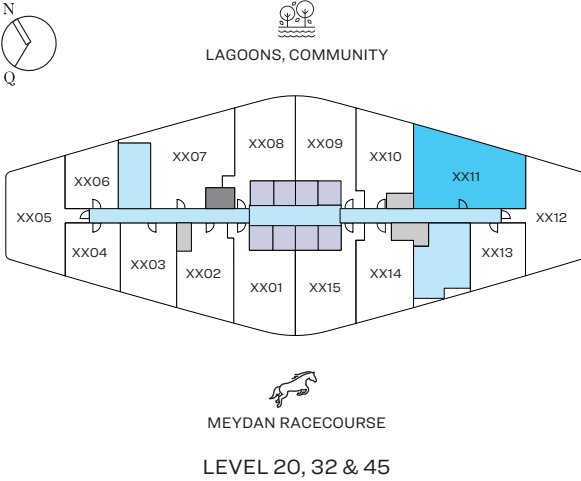 N
Q
LAGOONS, COMMUNITY
XX08
XX09
XX07
XX10
XX06
XX11
XX05
XX12
XX04
XX03
XX02
XX01
XX15
XX14
XX13
MEYDAN RACECOURSE
LEVEL 20, 32 & 45